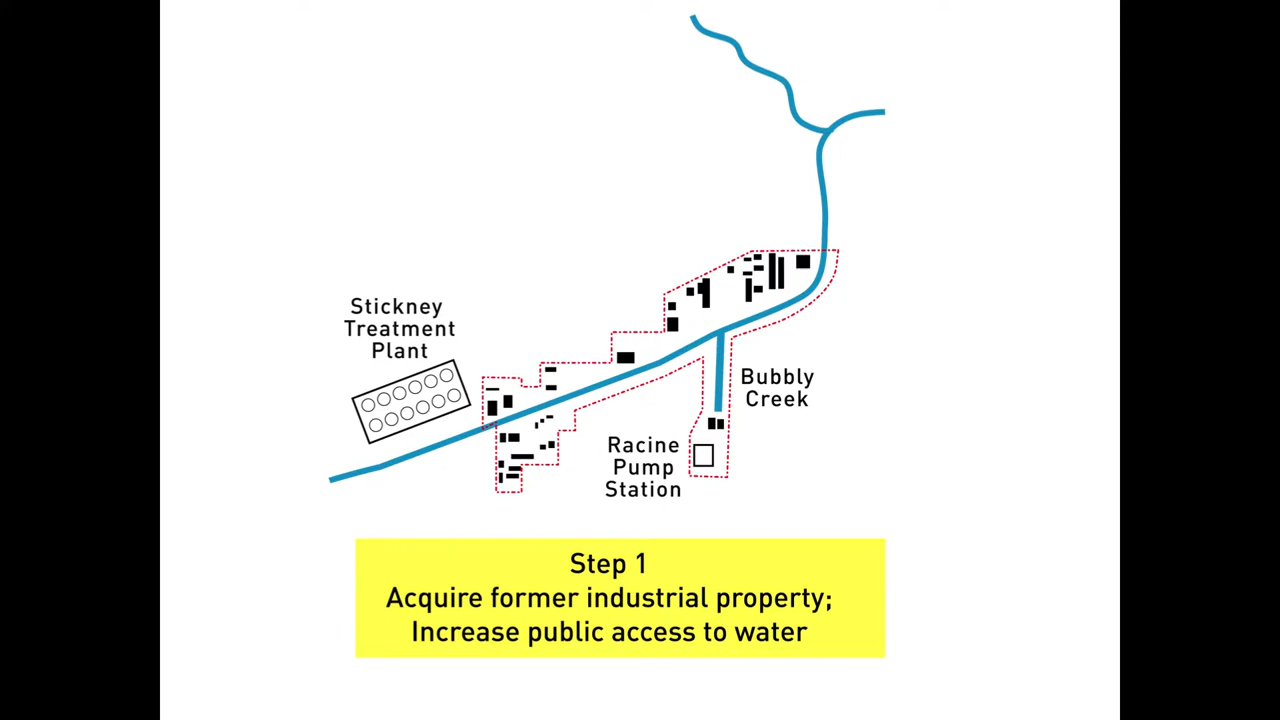 Stickney
Treatment
Plant
Bubbly
Creek
Racine
Pump
Station
Step 1
Acquire former industrial property;
Increase public access to water